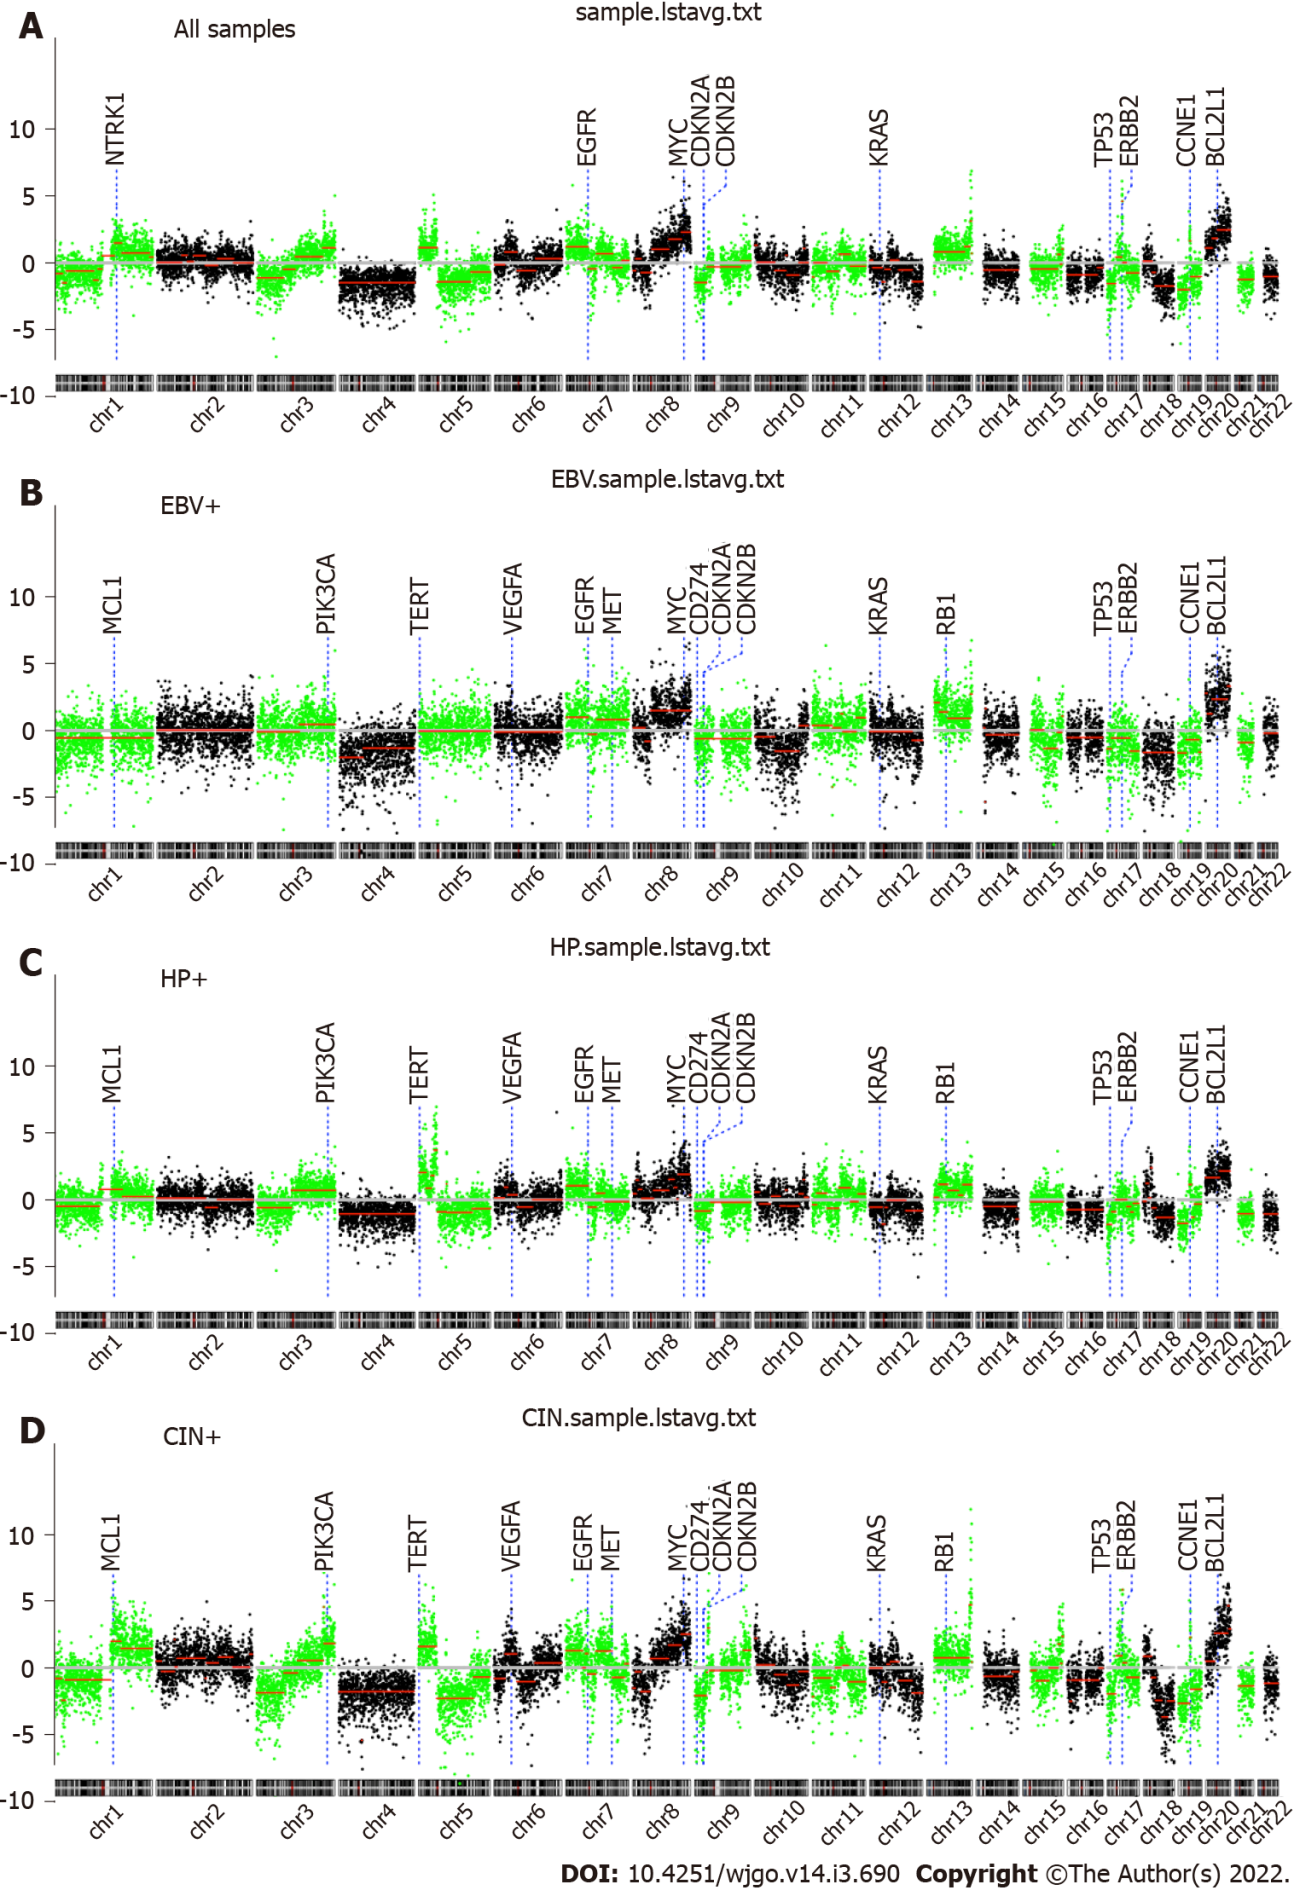 A
sample.lstavg.txt
All samples
NTRK1
EGFR
MYC
CDKN2A
CDKN2B
KRAS
TP53
ERBB2
CCNE1
BCL2L1
10
5
0
-5
-10
chr1 chr2 chr3 chr4 chr5 chr6 chr7 chr8 chr9 chr10 chr11 chr12 chr13 chr14 chr15 chr16 chr17 chr18 chr19 chr20 chr21 chr22
B
EBV.sample.lstavg.txt
EBV+
MCL1
PIK3CA
TERT
VEGFA
EGFR
MET
MYC
CD274
CDKN2A
CDKN2B
KRAS
RB1
TP53
ERBB2
CCNE1
BCL2L1
10
5
0
-5
-10
chr1 chr2 chr3 chr4 chr5 chr6 chr7 chr8 chr9 chr10 chr11 chr12 chr13 chr14 chr15 chr16 chr17 chr18 chr19 chr20 chr21 chr22
C
HP.sample.lstavg.txt
HP+
MCL1
PIK3CA
TERT
VEGFA
EGFR
MET
MYC
CD274
CDKN2A
CDKN2B
KRAS
RB1
TP53
ERBB2
CCNE1
BCL2L1
10
5
0
-5
-10
chr1 chr2 chr3 chr4 chr5 chr6 chr7 chr8 chr9 chr10 chr11 chr12 chr13 chr14 chr15 chr16 chr17 chr18 chr19 chr20 chr21 chr22
D
CIN.sample.lstavg.txt
CIN+
MCL1
PIK3CA
TERT
VEGFA
EGFR
MET
MYC
CD274
CDKN2A
CDKN2B
KRAS
RB1
TP53
ERBB2
CCNE1
BCL2L1
10
5
0
-5
-10
chr1 chr2 chr3 chr4 chr5 chr6 chr7 chr8 chr9 chr10 chr11 chr12 chr13 chr14 chr15 chr16 chr17 chr18 chr19 chr20 chr21 chr22
DOI: 10.4251/wjgo.v14.i3.690 Copyright ©The Author(s) 2022.